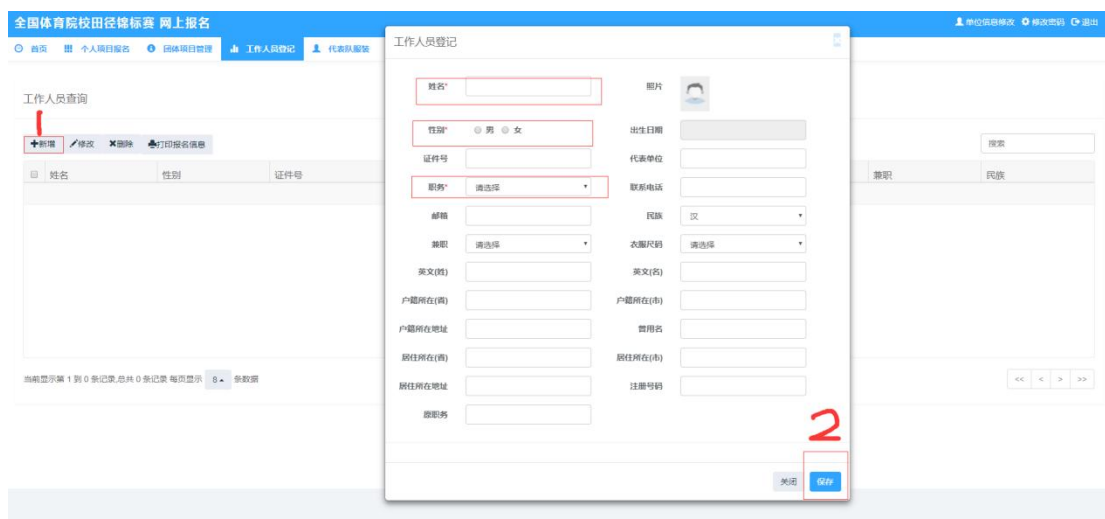 全国体育院校田径锦标赛 网上报名
单位信息修改 修改密码 退出
首页 个人项目报名 团体项目管理 工作人员登记 代表队服装
工作人员登记
工作人员查询
1
新增 修改 删除 打印报名信息
搜索
姓名 性别 证件号 兼职 民族
姓名* 照片
性别* 男 女 出生日期
证件号 代表单位
职务* 请选择 联系电话
邮箱 民族 汉
兼职 请选择 衣服尺码 请选择
英文(姓) 英文(名)
户籍所在(省) 户籍所在(市)
户籍所在地址 曾用名
居住所在(省) 居住所在(市)
居住所在地址 注册号码
原职务
当前显示第 1 到 0 条记录,总共 0 条记录 每页显示 8 条数据
<< < > >>
2
关闭 保存